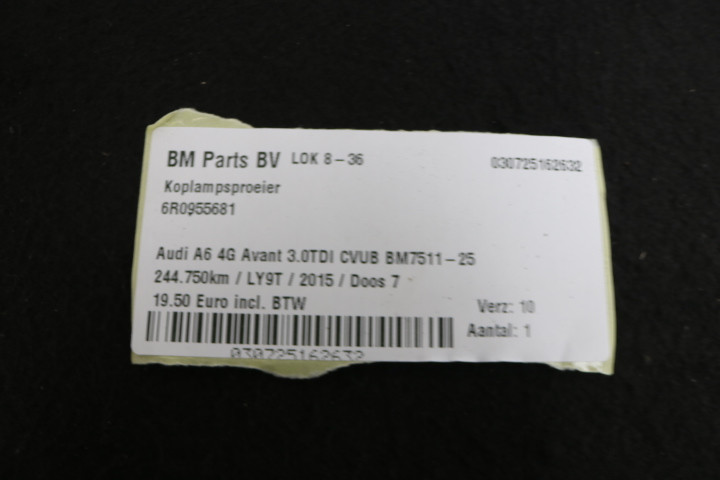 BM Parts BV LOK 8-36 030725162632
Koplampsproeier
6R0955681
Audi A6 4G Avant 3.0TDI CVUB BM7511-25
244.750km / LY9T / 2015 / Doos 7
19.50 Euro incl. BTW
Verz: 10
Aantal: 1
030725162632